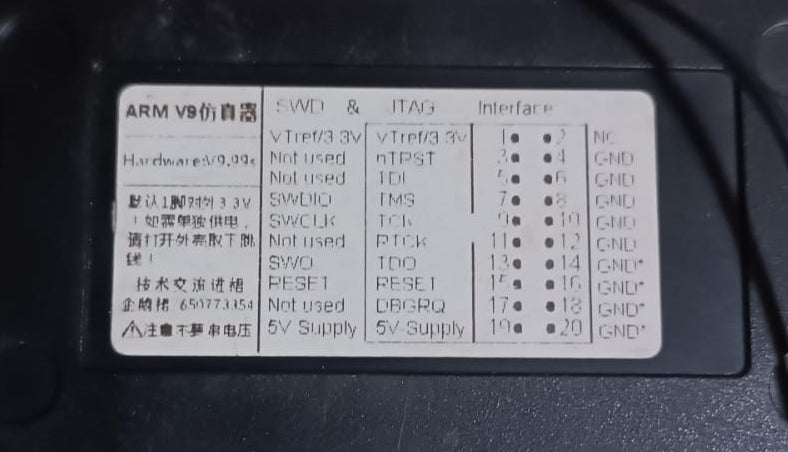 ARM V9仿真器
Hardware:V9.99s
默认1脚对外3.3V
！如需单独供电，
请打开外壳取下跳
线！
技术交流进裙
企鹅裙 650773354
⚠注意不要串电压
SWD & JTAG Interface
VTref/3.3V VTref/3.3V 1 2 NC
Not used nTRST 3 4 GND
Not used TDI 5 6 GND
SWDIO TMS 7 8 GND
SWCLK TCK 9 10 GND
Not used RTCK 11 12 GND
SWO TDO 13 14 GND*
RESET RESET 15 16 GND*
Not used DBGRQ 17 18 GND*
5V Supply 5V-Supply 19 20 GND*